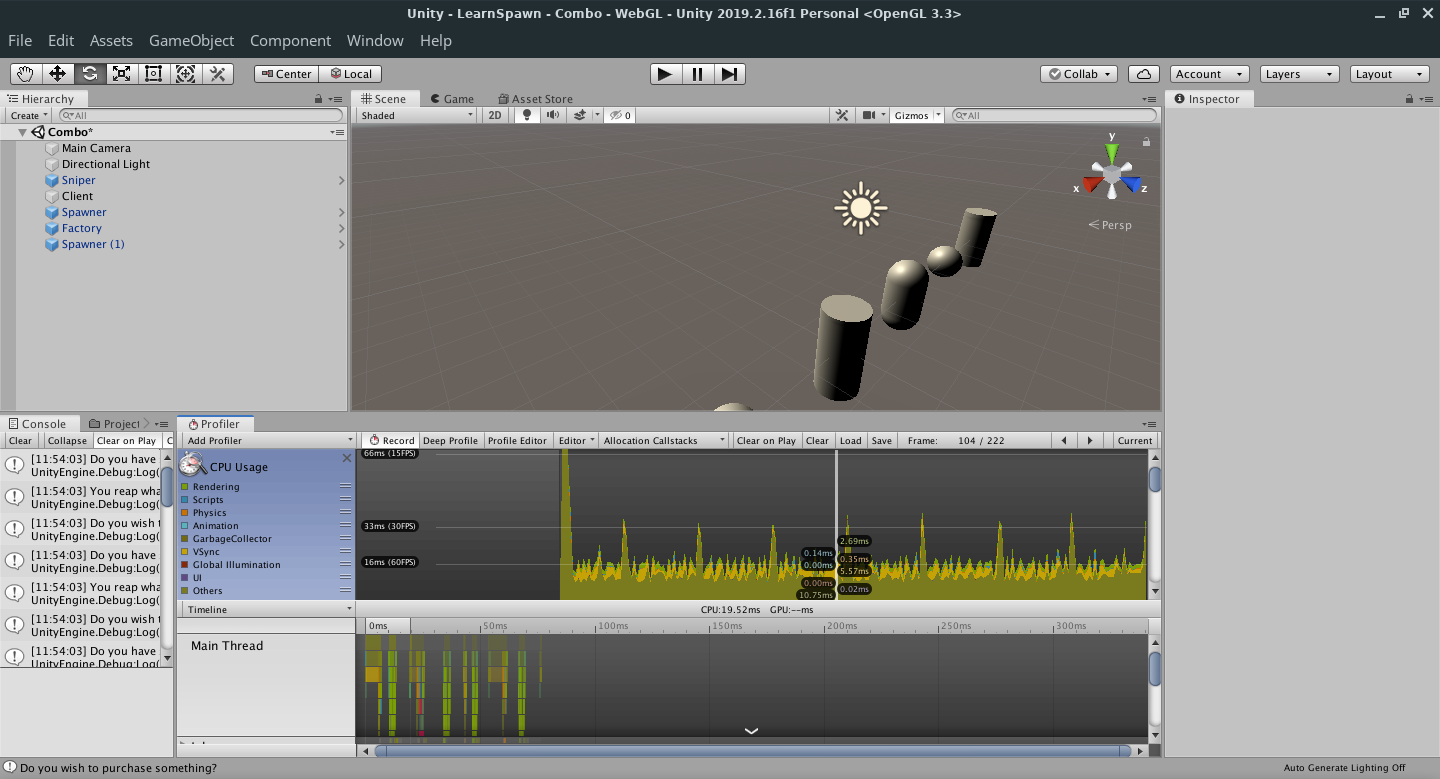 Unity - LearnSpawn - Combo - WebGL - Unity 2019.2.16f1 Personal <OpenGL 3.3>
File Edit Assets GameObject Component Window Help
Center Local Collab Account Layers Layout
Hierarchy
Create All
Combo*
Main Camera
Directional Light
Sniper
Client
Spawner
Factory
Spawner (1)
Scene Game Asset Store
Shaded 2D 0 Gizmos All
y
x z
Persp
Inspector
Console Project
Clear Collapse Clear on Play C
[11:54:03] Do you have
UnityEngine.Debug:Log(
[11:54:03] You reap wha
UnityEngine.Debug:Log(
[11:54:03] Do you wish t
UnityEngine.Debug:Log(
[11:54:03] Do you have
UnityEngine.Debug:Log(
[11:54:03] You reap wha
UnityEngine.Debug:Log(
[11:54:03] Do you wish t
UnityEngine.Debug:Log(
[11:54:03] Do you have
UnityEngine.Debug:Log(
Profiler
Add Profiler Record Deep Profile Profile Editor Editor Allocation Callstacks Clear on Play Clear Load Save Frame: 104 / 222 Current
CPU Usage
Rendering
Scripts
Physics
Animation
GarbageCollector
VSync
Global Illumination
UI
Others
66ms (15FPS)
33ms (30FPS)
16ms (60FPS)
2.69ms
0.14ms
0.35ms
0.00ms
5.57ms
0.00ms
0.02ms
10.75ms
Timeline CPU:19.52ms GPU:--ms
0ms 50ms 100ms 150ms 200ms 250ms 300ms
Main Thread
Do you wish to purchase something?
Auto Generate Lighting Off